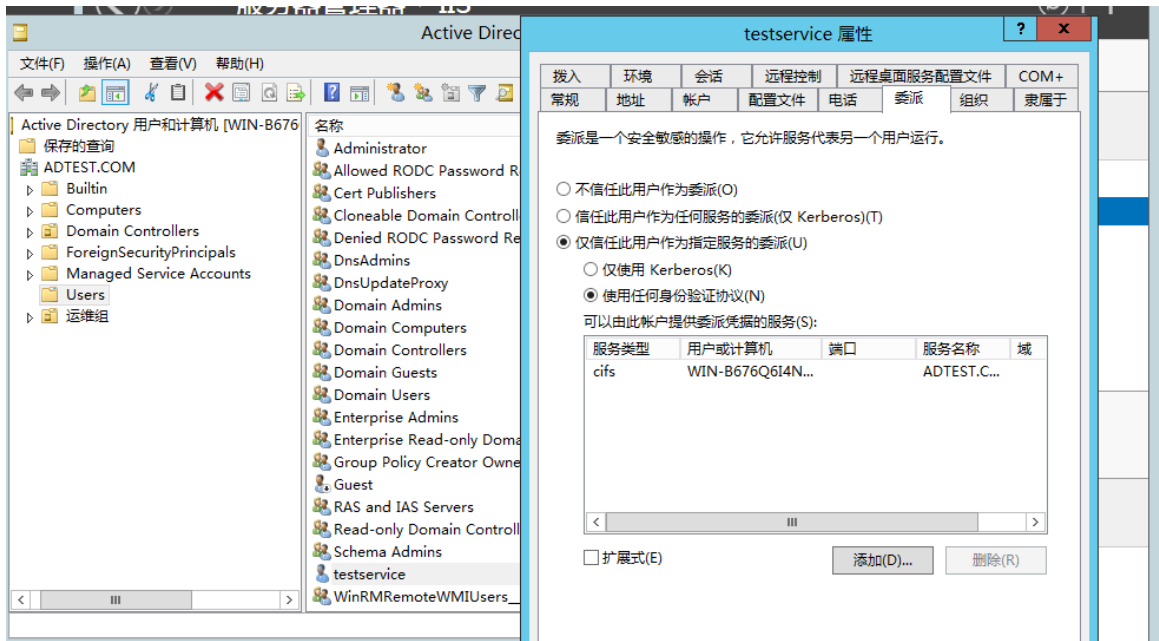 服务器管理器 · IIS
Active Direc
文件(F) 操作(A) 查看(V) 帮助(H)
Active Directory 用户和计算机 [WIN-B676
保存的查询
ADTEST.COM
Builtin
Computers
Domain Controllers
ForeignSecurityPrincipals
Managed Service Accounts
Users
运维组
名称
Administrator
Allowed RODC Password R
Cert Publishers
Cloneable Domain Controll
Denied RODC Password Re
DnsAdmins
DnsUpdateProxy
Domain Admins
Domain Computers
Domain Controllers
Domain Guests
Domain Users
Enterprise Admins
Enterprise Read-only Doma
Group Policy Creator Owne
Guest
RAS and IAS Servers
Read-only Domain Controll
Schema Admins
testservice
WinRMRemoteWMIUsers__
testservice 属性
? x
拨入 环境 会话 远程控制 远程桌面服务配置文件 COM+
常规 地址 帐户 配置文件 电话 委派 组织 隶属于
委派是一个安全敏感的操作，它允许服务代表另一个用户运行。
不信任此用户作为委派(O)
信任此用户作为任何服务的委派(仅 Kerberos)(T)
仅信任此用户作为指定服务的委派(U)
仅使用 Kerberos(K)
使用任何身份验证协议(N)
可以由此帐户提供委派凭据的服务(S):
服务类型 用户或计算机 端口 服务名称 域
cifs WIN-B676Q6I4N... ADTEST.C...
扩展式(E) 添加(D)... 删除(R)